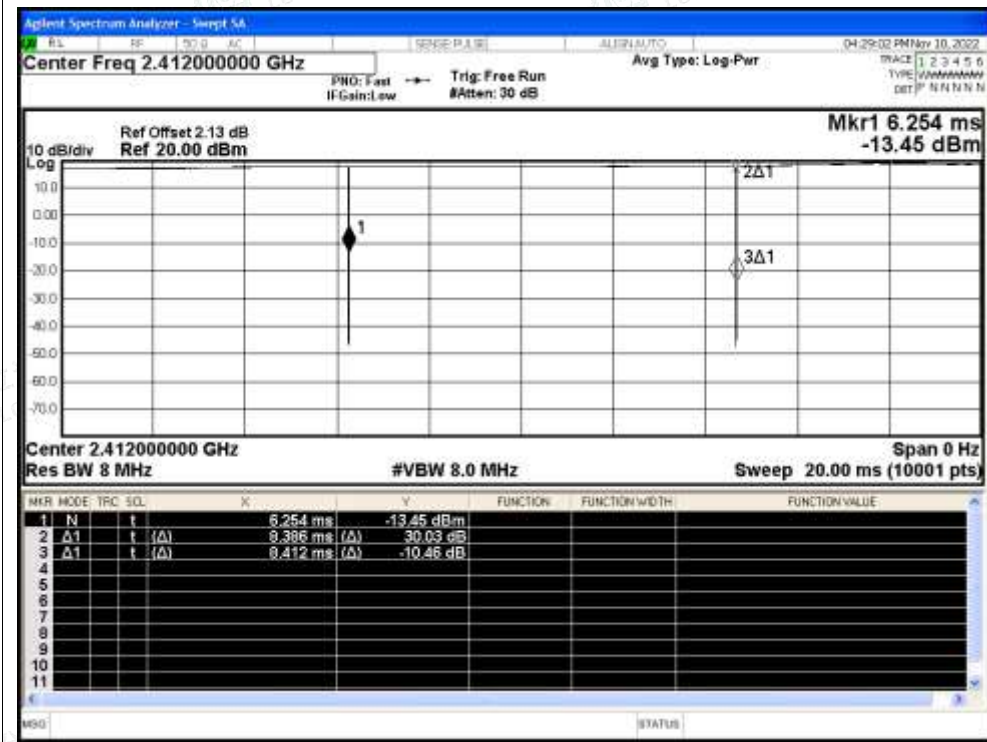 Agilent Spectrum Analyzer - Swept SA
RL RF 50 Ω AC SENSE:PULSE ALIGN AUTO 04:29:02 PM Nov 10, 2022
Center Freq 2.412000000 GHz
PNO: Fast
IFGain:Low
Trig: Free Run
#Atten: 30 dB
Avg Type: Log-Pwr
TRACE 1 2 3 4 5 6
TYPE
DET P N N N N N
Mkr1 6.254 ms
-13.45 dBm
Ref Offset 2.13 dB
10 dB/div Ref 20.00 dBm
Log
10.0
0.00
-10.0
-20.0
-30.0
-40.0
-50.0
-60.0
-70.0
2Δ1
1
3Δ1
Center 2.412000000 GHz Span 0 Hz
Res BW 8 MHz #VBW 8.0 MHz Sweep 20.00 ms (10001 pts)
MKR MODE TRC SCL X Y FUNCTION FUNCTION WIDTH FUNCTION VALUE
1 N t 6.254 ms -13.45 dBm
2 Δ1 t (Δ) 8.386 ms (Δ) 30.03 dB
3 Δ1 t (Δ) 8.412 ms (Δ) -10.46 dB
4
5
6
7
8
9
10
11
MSG STATUS